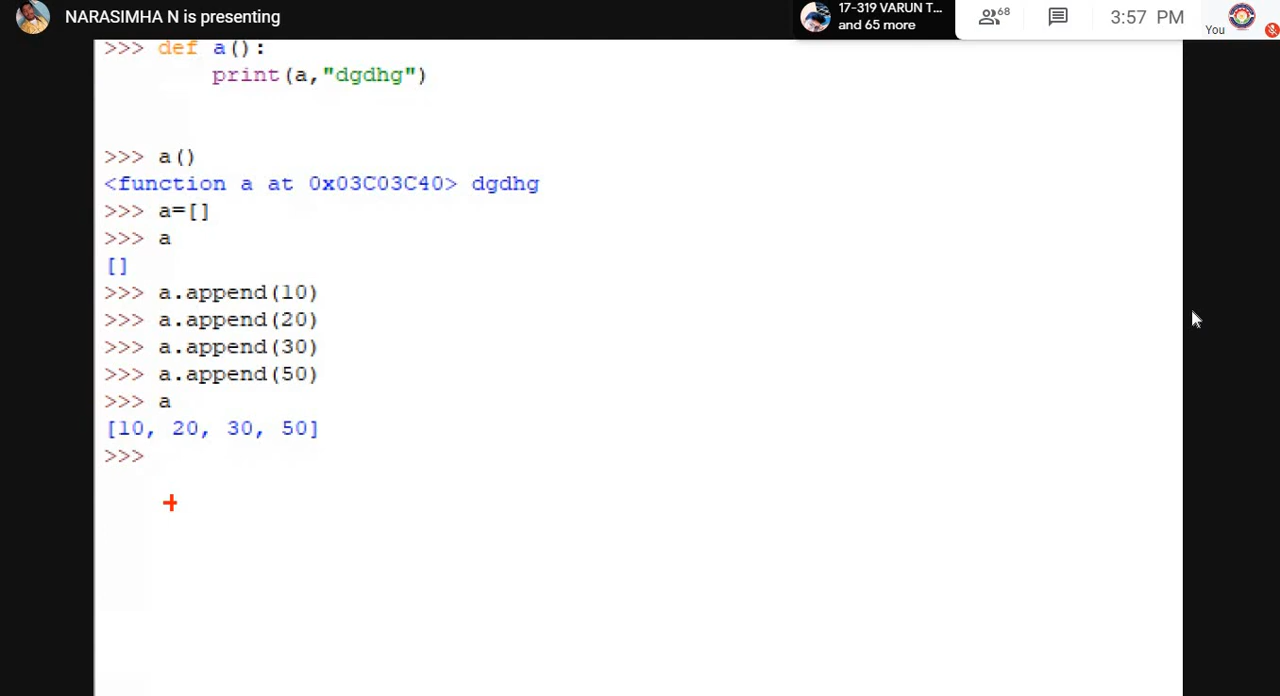 NARASIMHA N is presenting
17-319 VARUN T...
and 65 more
68
3:57 PM
You
>>> def a():
print(a,"dgdhg")
>>> a()
<function a at 0x03C03C40> dgdhg
>>> a=[]
>>> a
[]
>>> a.append(10)
>>> a.append(20)
>>> a.append(30)
>>> a.append(50)
>>> a
[10, 20, 30, 50]
>>>